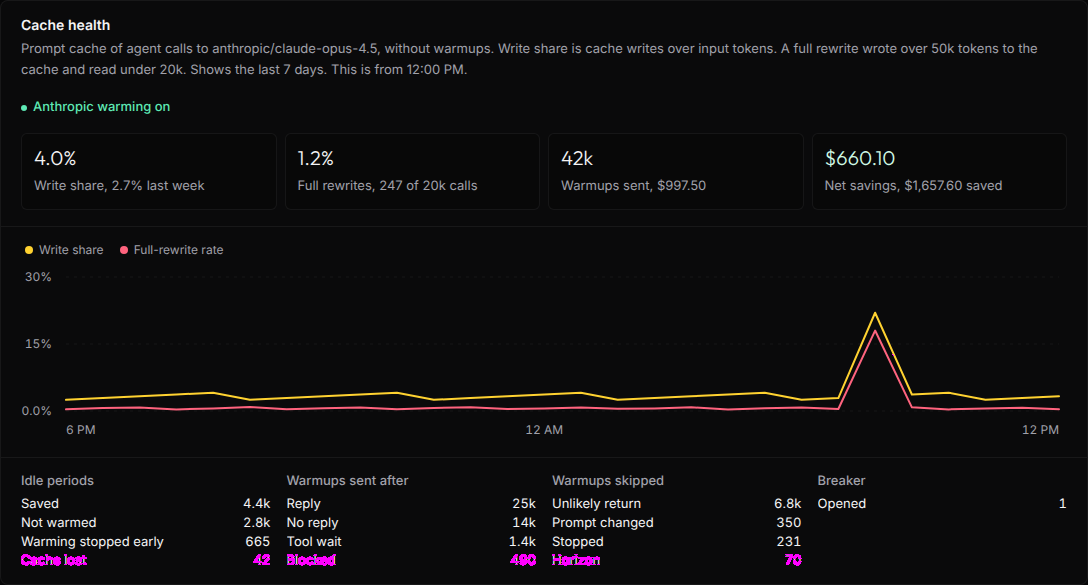 Cache health
Prompt cache of agent calls to anthropic/claude-opus-4.5, without warmups. Write share is cache writes over input tokens. A full rewrite wrote over 50k tokens to the
cache and read under 20k. Shows the last 7 days. This is from 12:00 PM.
Anthropic warming on
4.0%
Write share, 2.7% last week
1.2%
Full rewrites, 247 of 20k calls
42k
Warmups sent, $997.50
$660.10
Net savings, $1,657.60 saved
Write share
Full-rewrite rate
30%
15%
0.0%
6 PM
12 AM
12 PM
Idle periods
Saved 4.4k
Not warmed 2.8k
Warming stopped early 665
Cache lost 42
Warmups sent after
Reply 25k
No reply 14k
Tool wait 1.4k
Blocked 490
Warmups skipped
Unlikely return 6.8k
Prompt changed 350
Stopped 231
Horizon 70
Breaker
Opened 1